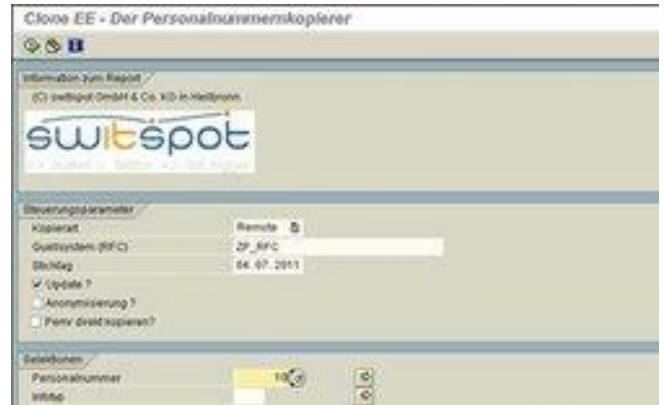 Clone EE - Der Personalnummernkopierer
Information zum Report
(C) switspot GmbH & Co. KG in Heilbronn
switspot
Steuerungsparameter
Kopierart Remote
Quellsystem (RFC) ZP_RFC
Stichtag 04.07.2011
Update ?
Anonymisierung ?
Pernr direkt kopieren?
Selektionen
Personalnummer 10
Infotyp